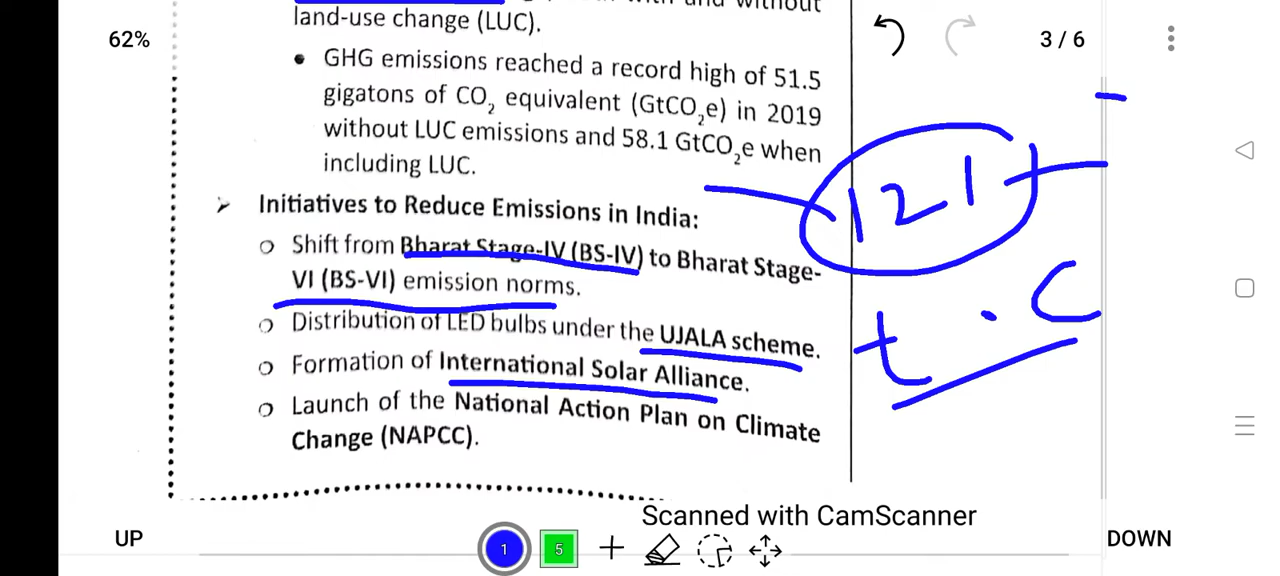 62%
3 / 6
land-use change (LUC).
• GHG emissions reached a record high of 51.5
gigatons of CO₂ equivalent (GtCO₂e) in 2019
without LUC emissions and 58.1 GtCO₂e when
including LUC.
➢ Initiatives to Reduce Emissions in India:
○ Shift from Bharat Stage-IV (BS-IV) to Bharat Stage-
VI (BS-VI) emission norms.
○ Distribution of LED bulbs under the UJALA scheme.
○ Formation of International Solar Alliance.
○ Launch of the National Action Plan on Climate
Change (NAPCC).
121
t.c
Scanned with CamScanner
UP
1
5
DOWN